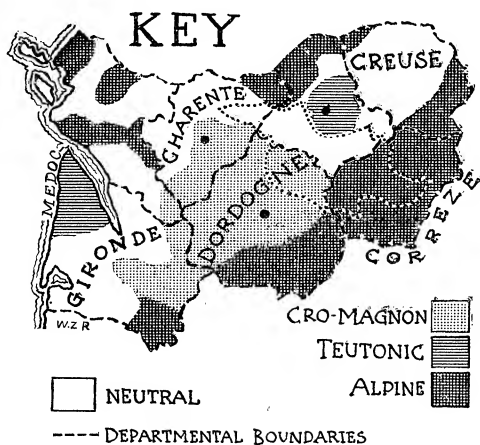 KEY
CREUSE
CHARENTE
MEDOC
DORDOGNE
GIRONDE
CORREZE
W.Z R
CRO-MAGNON
TEUTONIC
ALPINE
NEUTRAL
DEPARTMENTAL BOUNDARIES